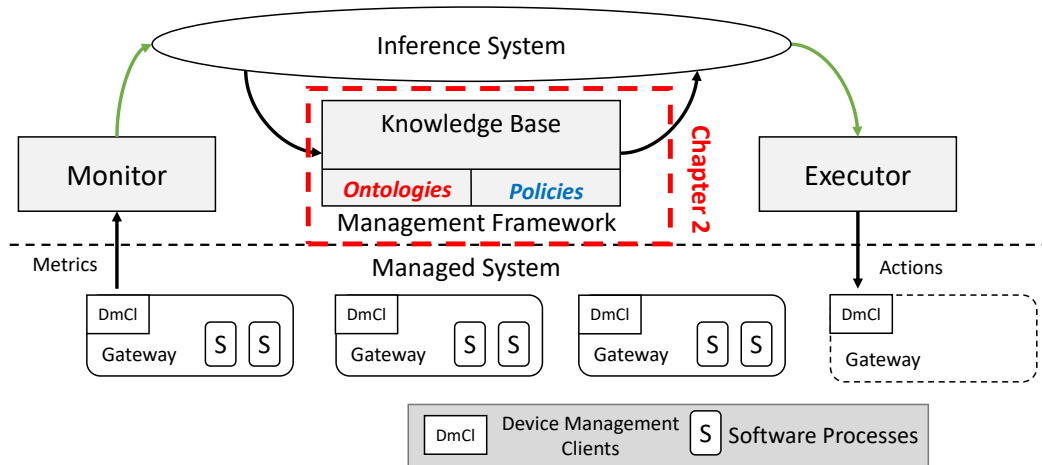 Inference System
Knowledge Base
Ontologies
Policies
Management Framework
Chapter 2
Monitor
Executor
Metrics
Managed System
Actions
DmCl
Gateway
S
S
DmCl
Gateway
S
S
DmCl
Gateway
S
S
DmCl
Gateway
DmCl
Device Management
Clients
S
Software Processes